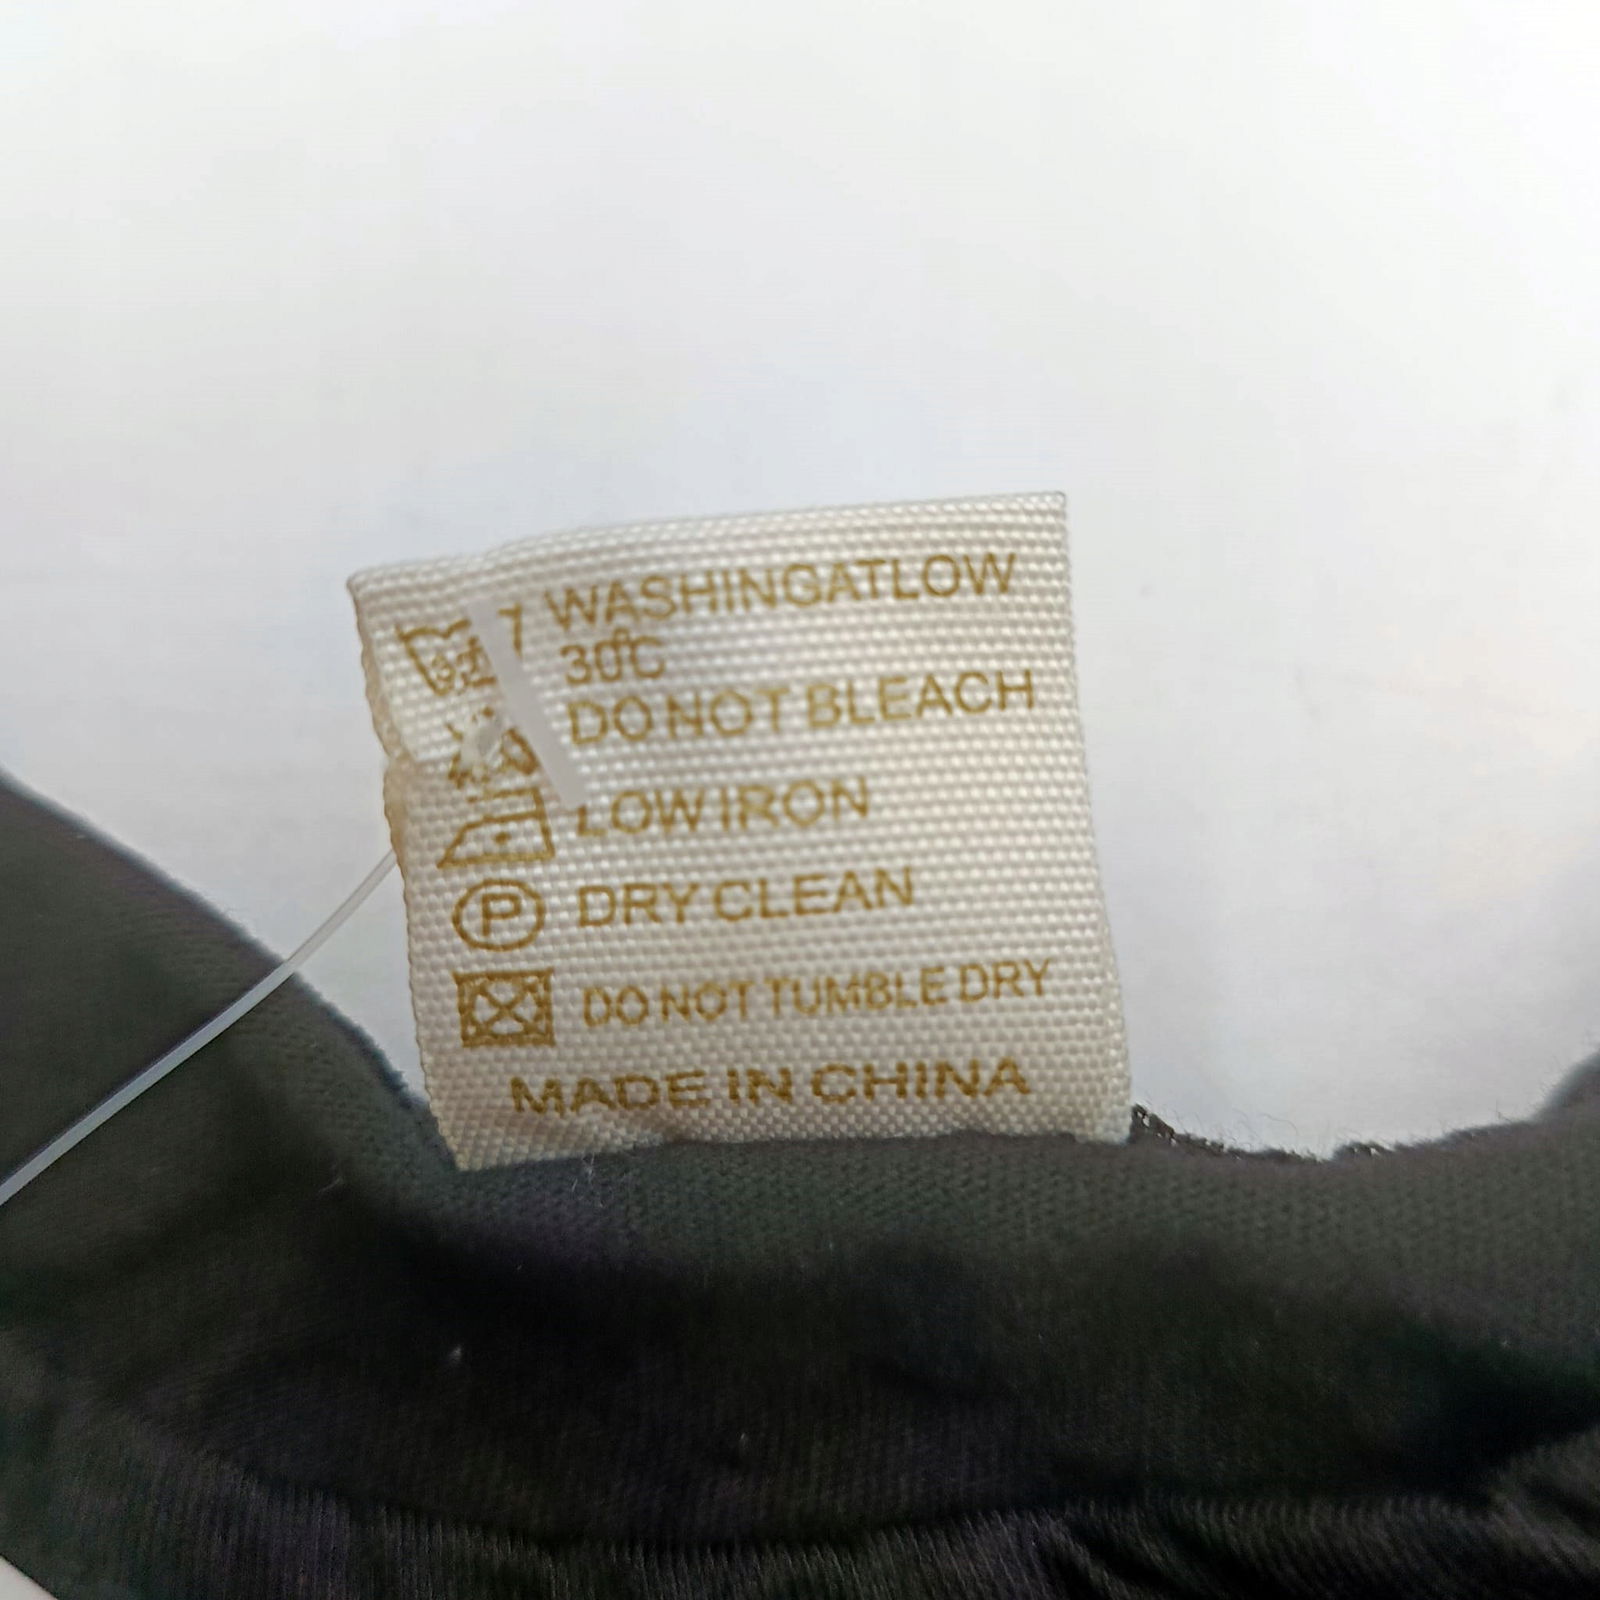 WASHINGATLOW
30°C
DO NOT BLEACH
LOW IRON
P DRY CLEAN
DO NOT TUMBLE DRY
MADE IN CHINA